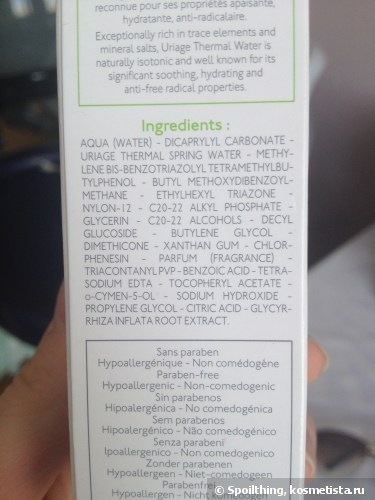 reconnue pour ses propriétés apaisante,
hydratante, anti-radicalaire.
Exceptionally rich in trace elements and
mineral salts, Uriage Thermal Water is
naturally isotonic and well known for its
significant soothing, hydrating and
anti-free radical properties.
Ingredients :
AQUA (WATER) - DICAPRYLYL CARBONATE -
URIAGE THERMAL SPRING WATER - METHY-
LENE BIS-BENZOTRIAZOLYL TETRAMETHYLBU-
TYLPHENOL - BUTYL METHOXYDIBENZOYL-
METHANE - ETHYLHEXYL TRIAZONE -
NYLON-12 - C20-22 ALKYL PHOSPHATE -
GLYCERIN - C20-22 ALCOHOLS - DECYL
GLUCOSIDE - BUTYLENE GLYCOL -
DIMETHICONE - XANTHAN GUM - CHLOR-
PHENESIN - PARFUM (FRAGRANCE) -
TRIACONTANYL PVP - BENZOIC ACID - TETRA-
SODIUM EDTA - TOCOPHERYL ACETATE -
o-CYMEN-5-OL - SODIUM HYDROXIDE -
PROPYLENE GLYCOL - CITRIC ACID - GLYCYR-
RHIZA INFLATA ROOT EXTRACT.
Sans paraben
Hypoallergénique - Non comédogène
Paraben-free
Hypoallergenic - Non-comedogenic
Sin parabenos
Hipoalergénica - No comedogénica
Sem parabenos
Hipoalergénico - Não comedogénico
Senza parabeni
Ipoallergenico - Non comedogenico
Zonder parabenen
Hypoallergeen - Niet-comedogeen
Parabenfrei
© Spoilthing, kosmetista.ru